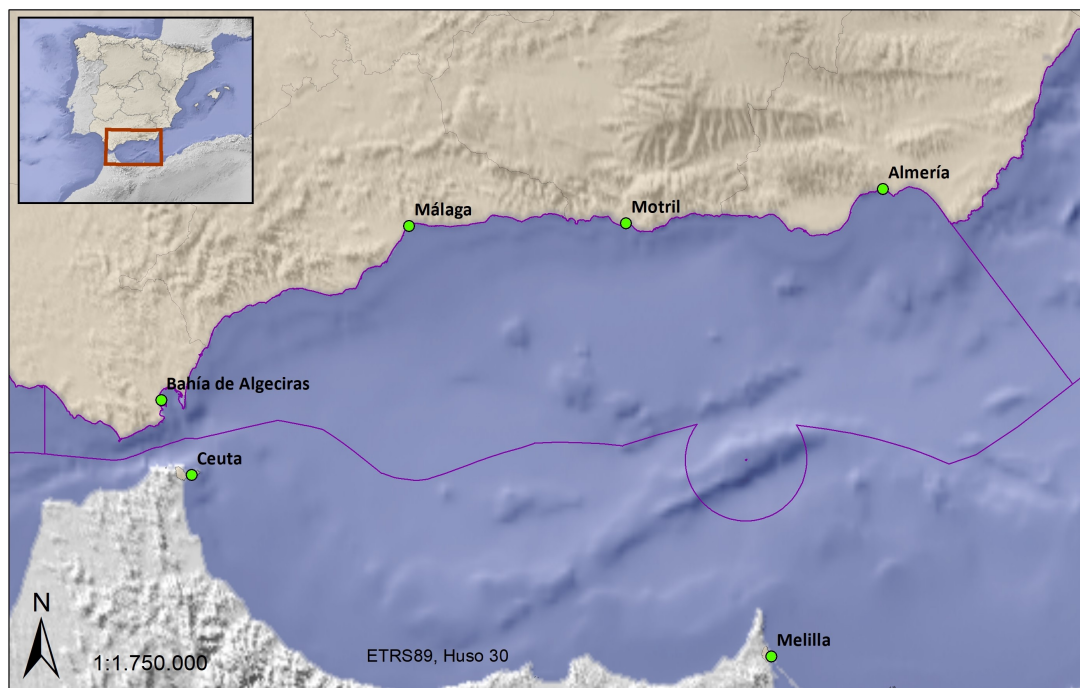 Almería
Málaga
Motril
Bahía de Algeciras
Ceuta
N
1:1.750.000
ETRS89, Huso 30
Melilla